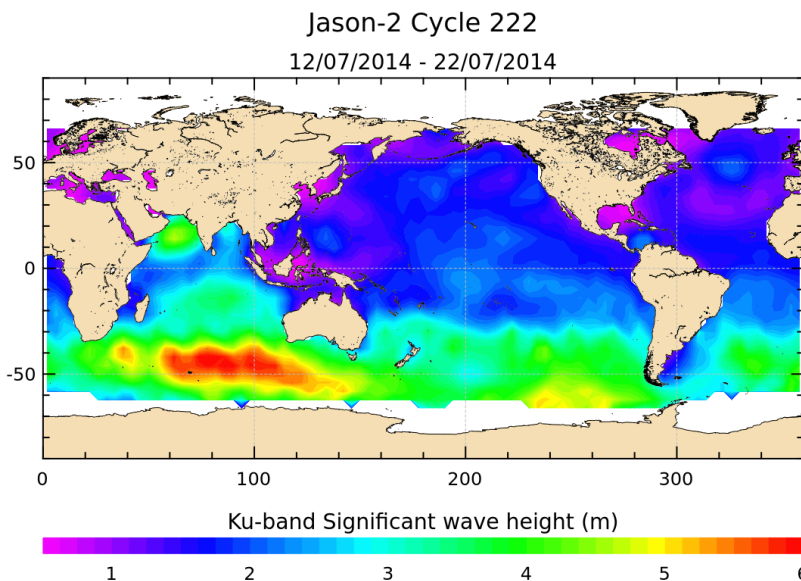 Jason-2 Cycle 222
12/07/2014 - 22/07/2014
50
0
-50
0 100 200 300
Ku-band Significant wave height (m)
1 2 3 4 5 6